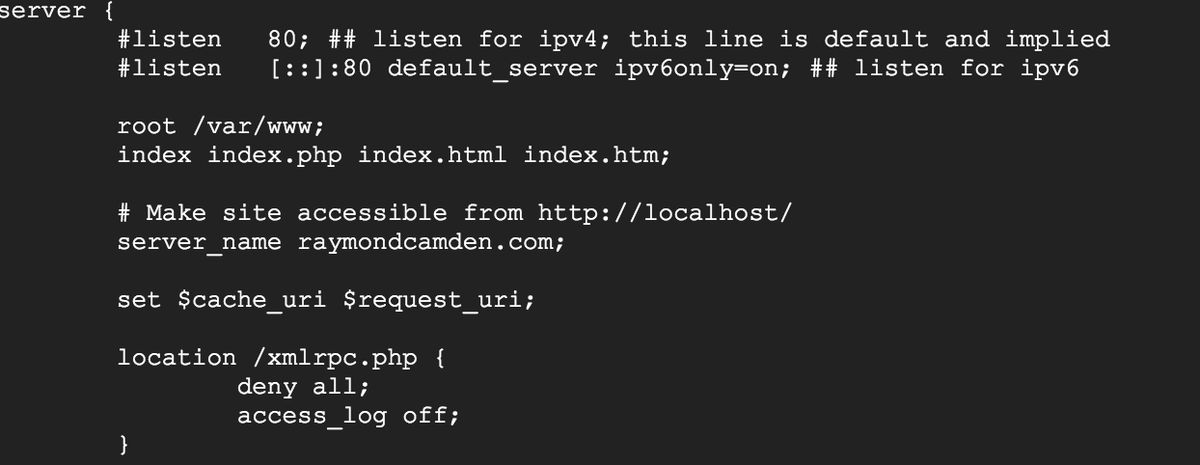 server {
#listen   80; ## listen for ipv4; this line is default and implied
#listen   [::]:80 default_server ipv6only=on; ## listen for ipv6
root /var/www;
index index.php index.html index.htm;
# Make site accessible from http://localhost/
server_name raymondcamden.com;
set $cache_uri $request_uri;
location /xmlrpc.php {
deny all;
access_log off;
}